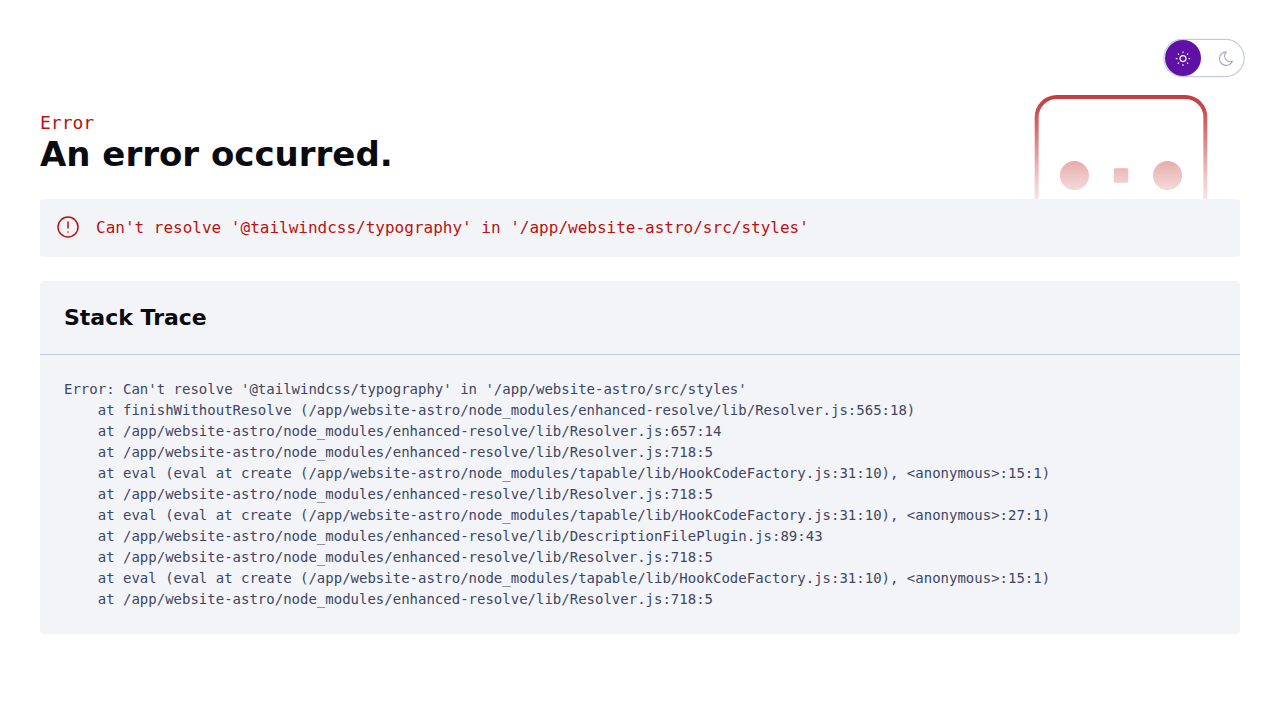 Error
An error occurred.
Can't resolve '@tailwindcss/typography' in '/app/website-astro/src/styles'
Stack Trace
Error: Can't resolve '@tailwindcss/typography' in '/app/website-astro/src/styles'
    at finishWithoutResolve (/app/website-astro/node_modules/enhanced-resolve/lib/Resolver.js:565:18)
    at /app/website-astro/node_modules/enhanced-resolve/lib/Resolver.js:657:14
    at /app/website-astro/node_modules/enhanced-resolve/lib/Resolver.js:718:5
    at eval (eval at create (/app/website-astro/node_modules/tapable/lib/HookCodeFactory.js:31:10), <anonymous>:15:1)
    at /app/website-astro/node_modules/enhanced-resolve/lib/Resolver.js:718:5
    at eval (eval at create (/app/website-astro/node_modules/tapable/lib/HookCodeFactory.js:31:10), <anonymous>:27:1)
    at /app/website-astro/node_modules/enhanced-resolve/lib/DescriptionFilePlugin.js:89:43
    at /app/website-astro/node_modules/enhanced-resolve/lib/Resolver.js:718:5
    at eval (eval at create (/app/website-astro/node_modules/tapable/lib/HookCodeFactory.js:31:10), <anonymous>:15:1)
    at /app/website-astro/node_modules/enhanced-resolve/lib/Resolver.js:718:5